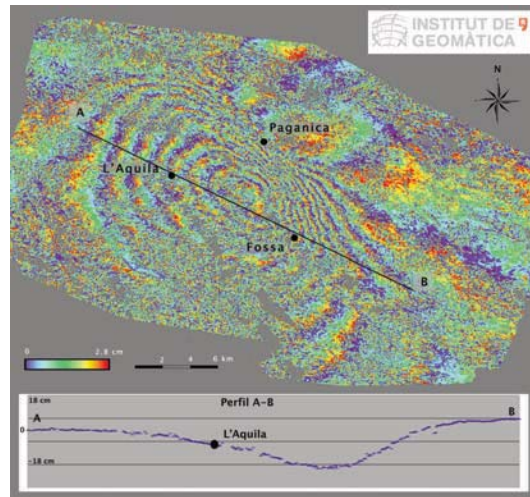 INSTITUT DE
GEOMÀTICA
N
A
Paganica
L'Aquila
Fossa
B
0
2.8 cm
2
4
6 km
18 cm
Perfil A-B
A
B
0
L'Aquila
-18 cm